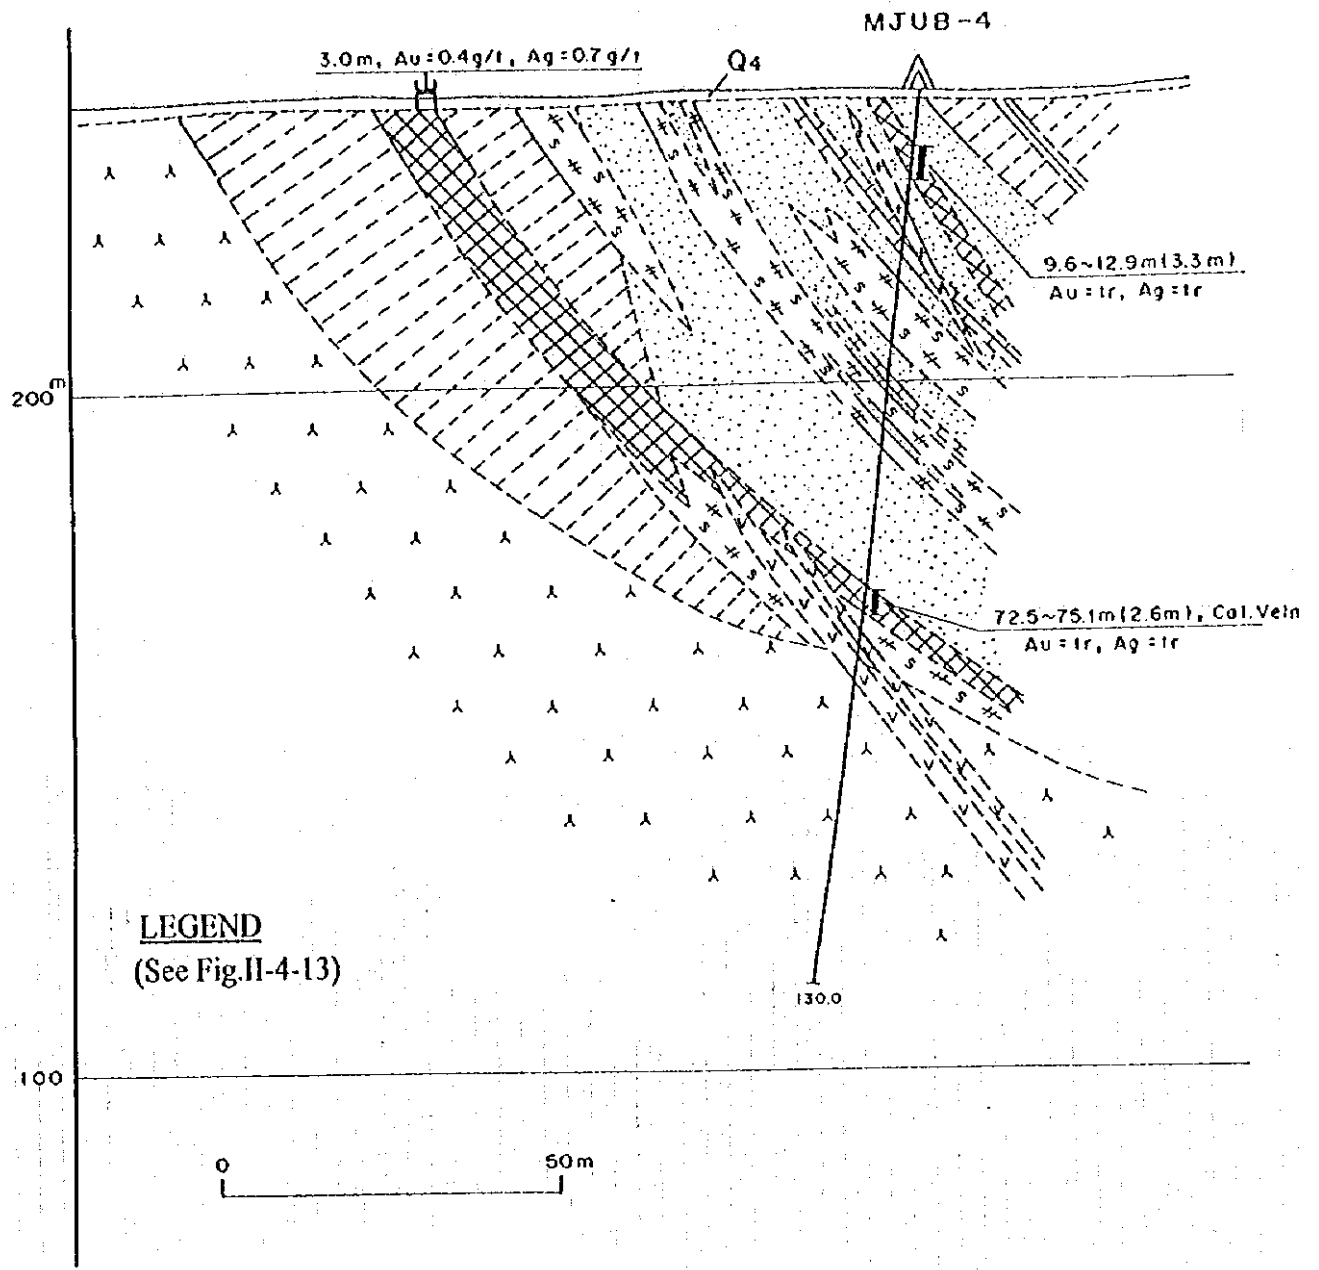 MJUB-4
3.0m, Au=0.4g/t, Ag=0.7g/t
Q4
9.6~12.9m(3.3m)
Au=tr, Ag=tr
200m
72.5~75.1m(2.6m), Cal.Vein
Au=tr, Ag=tr
LEGEND
(See Fig.II-4-13)
130.0
100
0 50m